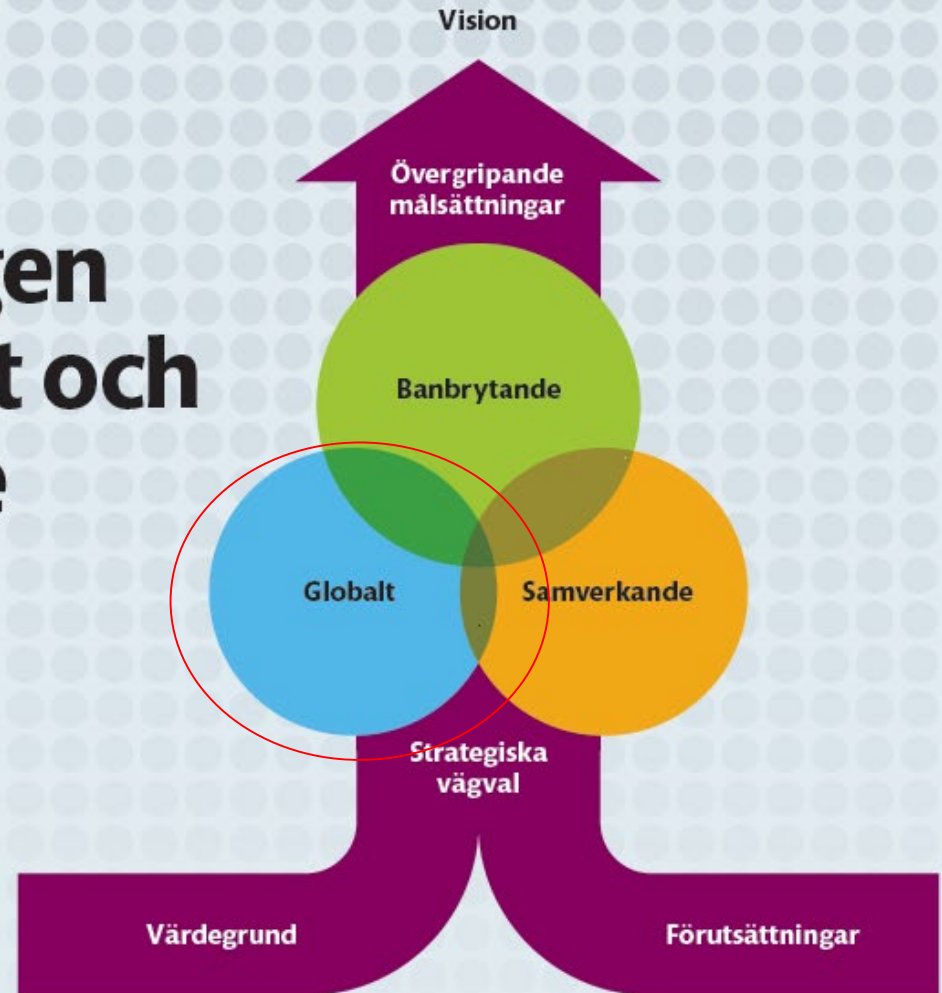 Vision
Övergripande
målsättningar
gen
t och
e
Banbrytande
Globalt
Samverkande
Strategiska
vägval
Värdegrund
Förutsättningar